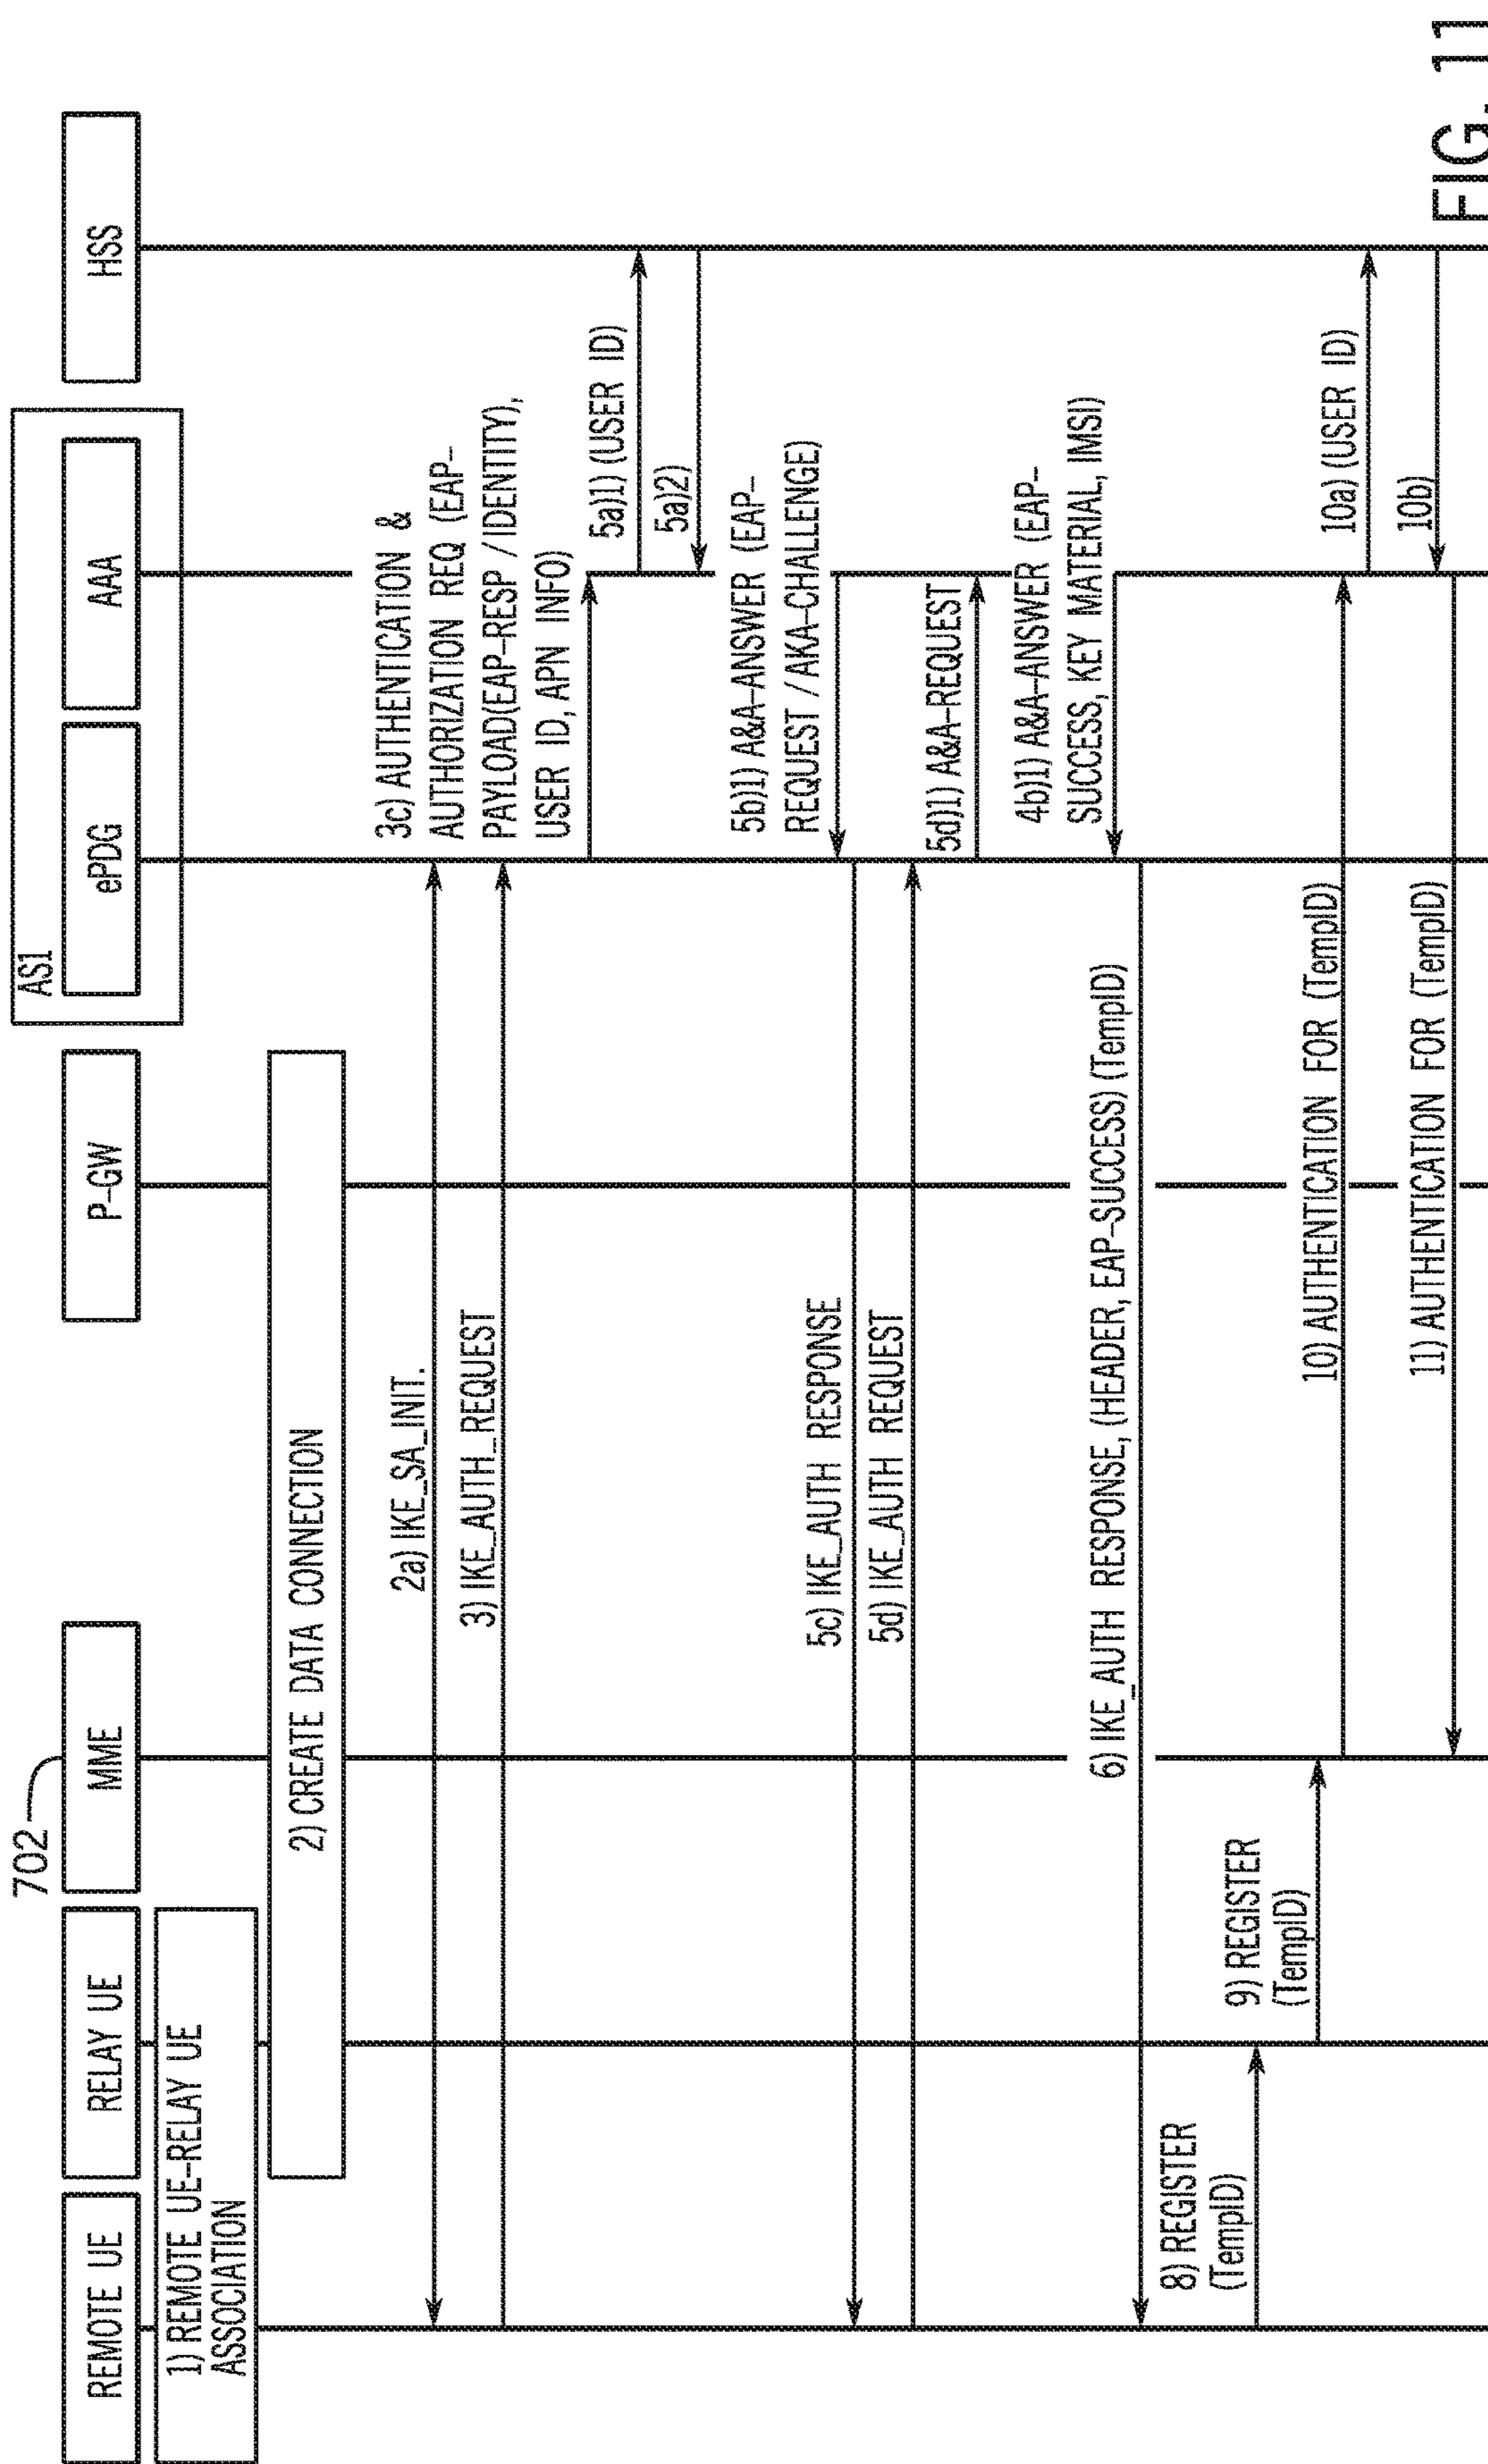 702
AS1
REMOTE UE
RELAY UE
MME
P-GW
ePDG
AAA
HSS
1) REMOTE UE-RELAY UE
ASSOCIATION
2) CREATE DATA CONNECTION
2a) IKE_SA_INIT.
3) IKE_AUTH_REQUEST
3c) AUTHENTICATION &
AUTHORIZATION REQ (EAP-
PAYLOAD(EAP-RESP/IDENTITY),
USER ID, APN INFO)
5a)1) (USER ID)
5a)2)
5b)1) A&A-ANSWER (EAP-
REQUEST/AKA-CHALLENGE)
5c) IKE_AUTH RESPONSE
5d) IKE_AUTH REQUEST
5d)1) A&A-REQUEST
4b)1) A&A-ANSWER (EAP-
SUCCESS, KEY MATERIAL, IMSI)
6) IKE_AUTH RESPONSE, (HEADER, EAP-SUCCESS) (TempID)
8) REGISTER
(TempID)
9) REGISTER
(TempID)
10) AUTHENTICATION FOR (TempID)
10a) (USER ID)
10b)
11) AUTHENTICATION FOR (TempID)
FIG. 11